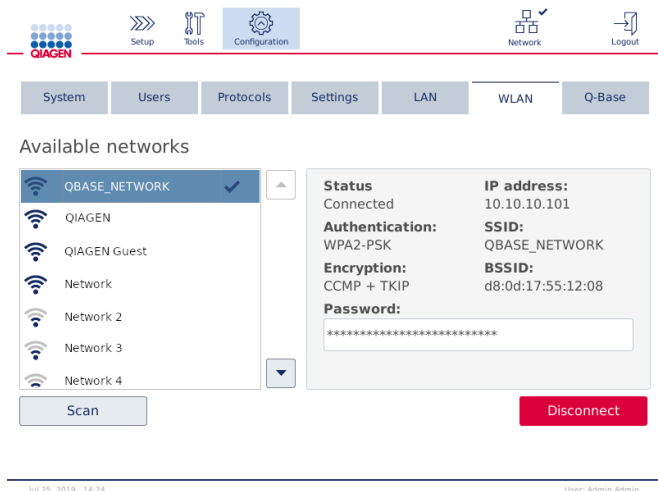 QIAGEN
Setup
Tools
Configuration
Network
Logout
System
Users
Protocols
Settings
LAN
WLAN
Q-Base
Available networks
QBASE_NETWORK
QIAGEN
QIAGEN Guest
Network
Network 2
Network 3
Network 4
Status
Connected
IP address:
10.10.10.101
Authentication:
WPA2-PSK
SSID:
QBASE_NETWORK
Encryption:
CCMP + TKIP
BSSID:
d8:0d:17:55:12:08
Password:
**************************
Scan
Disconnect
Jul 25, 2019 14:24
User: Admin Admin